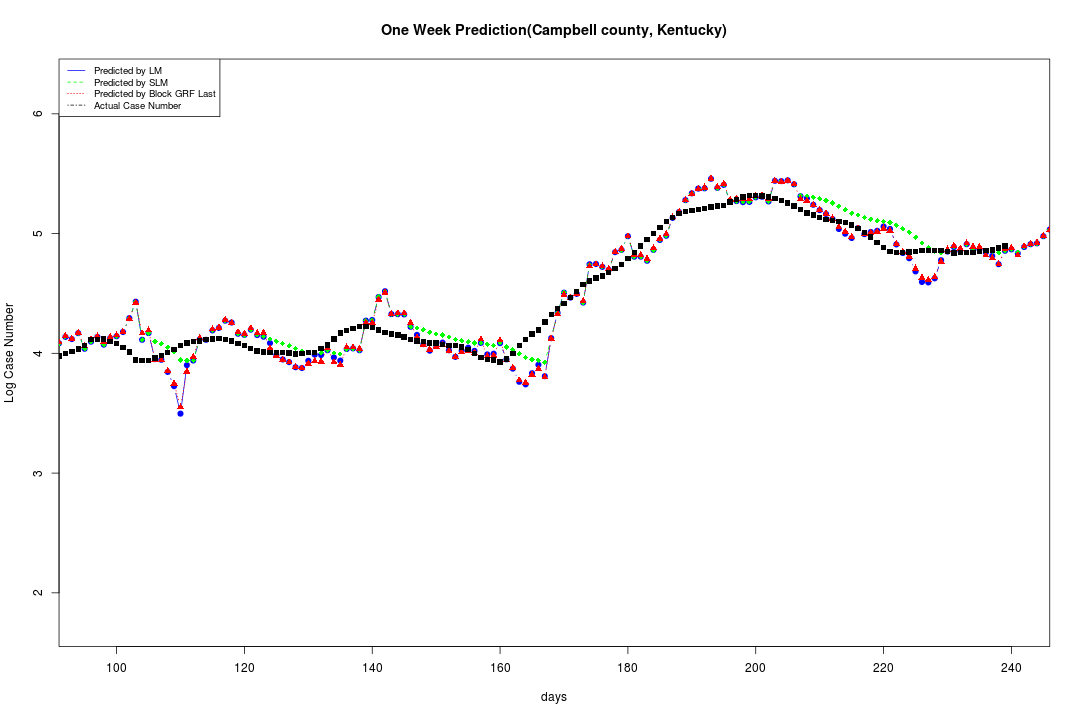 One Week Prediction(Campbell county, Kentucky)
Predicted by LM
Predicted by SLM
Predicted by Block GRF Last
Actual Case Number
6
5
4
3
2
Log Case Number
100 120 140 160 180 200 220 240
days